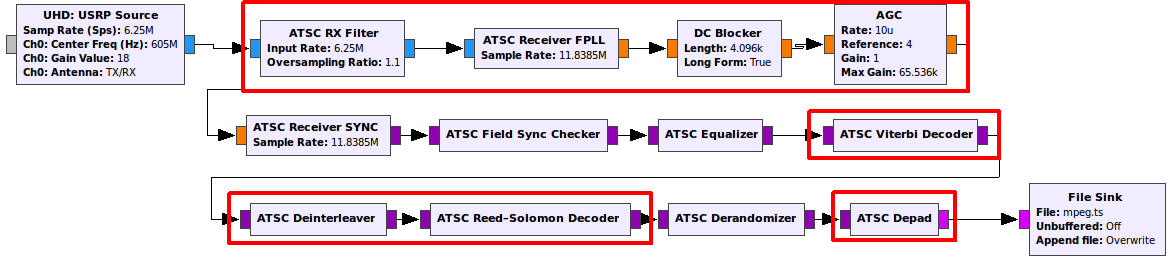 UHD: USRP Source
Samp Rate (Sps): 6.25M
Ch0: Center Freq (Hz): 605M
Ch0: Gain Value: 18
Ch0: Antenna: TX/RX
ATSC RX Filter
Input Rate: 6.25M
Oversampling Ratio: 1.1
ATSC Receiver FPLL
Sample Rate: 11.8385M
DC Blocker
Length: 4.096k
Long Form: True
AGC
Rate: 10u
Reference: 4
Gain: 1
Max Gain: 65.536k
ATSC Receiver SYNC
Sample Rate: 11.8385M
ATSC Field Sync Checker
ATSC Equalizer
ATSC Viterbi Decoder
ATSC Deinterleaver
ATSC Reed-Solomon Decoder
ATSC Derandomizer
ATSC Depad
File Sink
File: mpeg.ts
Unbuffered: Off
Append file: Overwrite